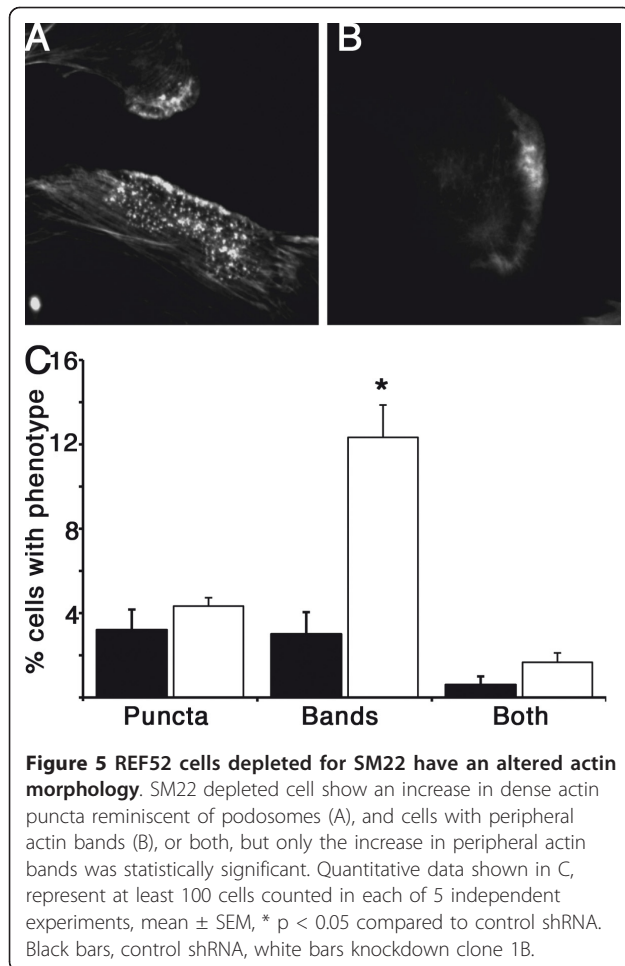 A B
C
16
*
12
8
4
% cells with phenotype
Puncta Bands Both
Figure 5 REF52 cells depleted for SM22 have an altered actin
morphology. SM22 depleted cell show an increase in dense actin
puncta reminiscent of podosomes (A), and cells with peripheral
actin bands (B), or both, but only the increase in peripheral actin
bands was statistically significant. Quantitative data shown in C,
represent at least 100 cells counted in each of 5 independent
experiments, mean ± SEM, * p < 0.05 compared to control shRNA.
Black bars, control shRNA, white bars knockdown clone 1B.